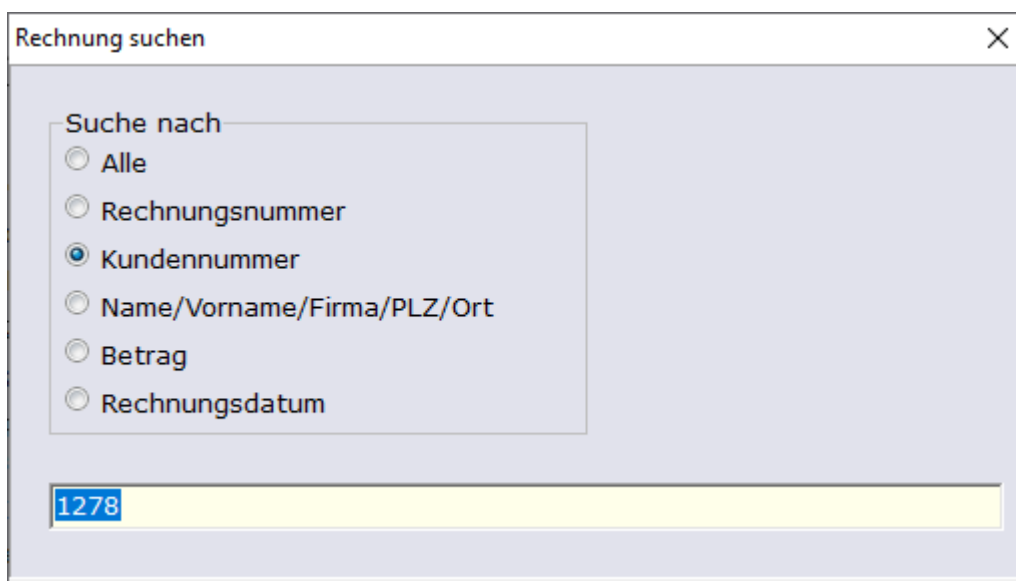 Rechnung suchen
Suche nach
Alle
Rechnungsnummer
Kundennummer
Name/Vorname/Firma/PLZ/Ort
Betrag
Rechnungsdatum
1278